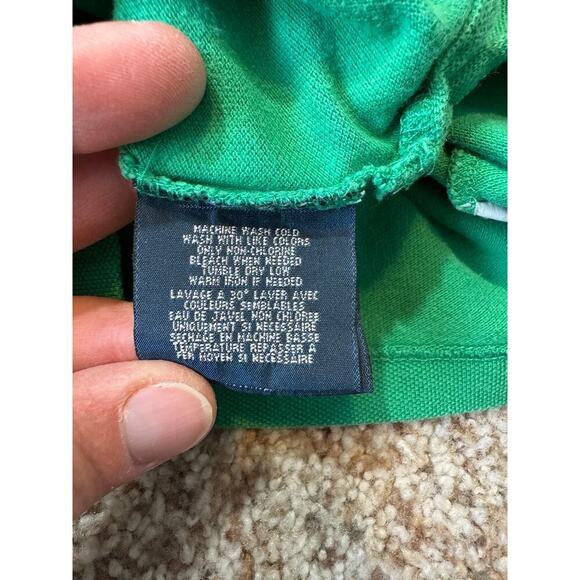 MACHINE WASH COLD
WASH WITH LIKE COLORS
ONLY NON-CHLORINE
BLEACH WHEN NEEDED
TUMBLE DRY LOW
WARM IRON IF NEEDED
LAVAGE A 30° LAVER AVEC
COULEURS SEMBLABLES
EAU DE JAVEL NON CHLOREE
UNIQUEMENT SI NECESSAIRE
SECHAGE EN MACHINE BASSE
TEMPERATURE REPASSER A
FER MOYEN SI NECESSAIRE